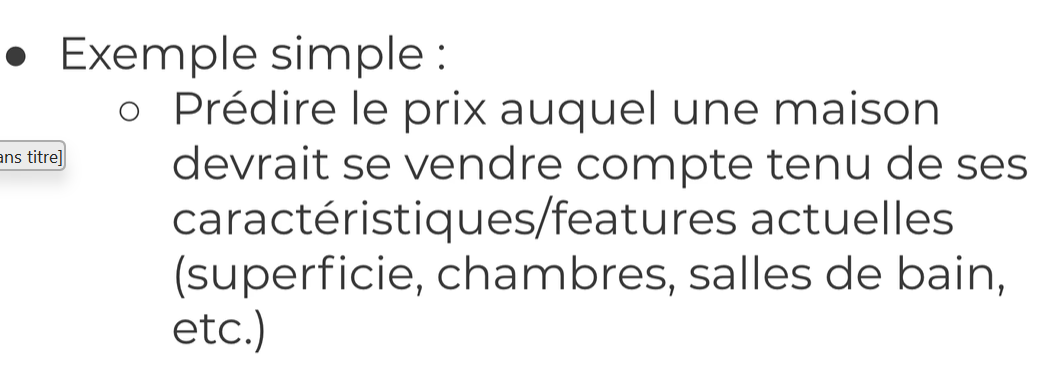 ● Exemple simple :
○ Prédire le prix auquel une maison
devrait se vendre compte tenu de ses
ans titre]
caractéristiques/features actuelles
(superficie, chambres, salles de bain,
etc.)